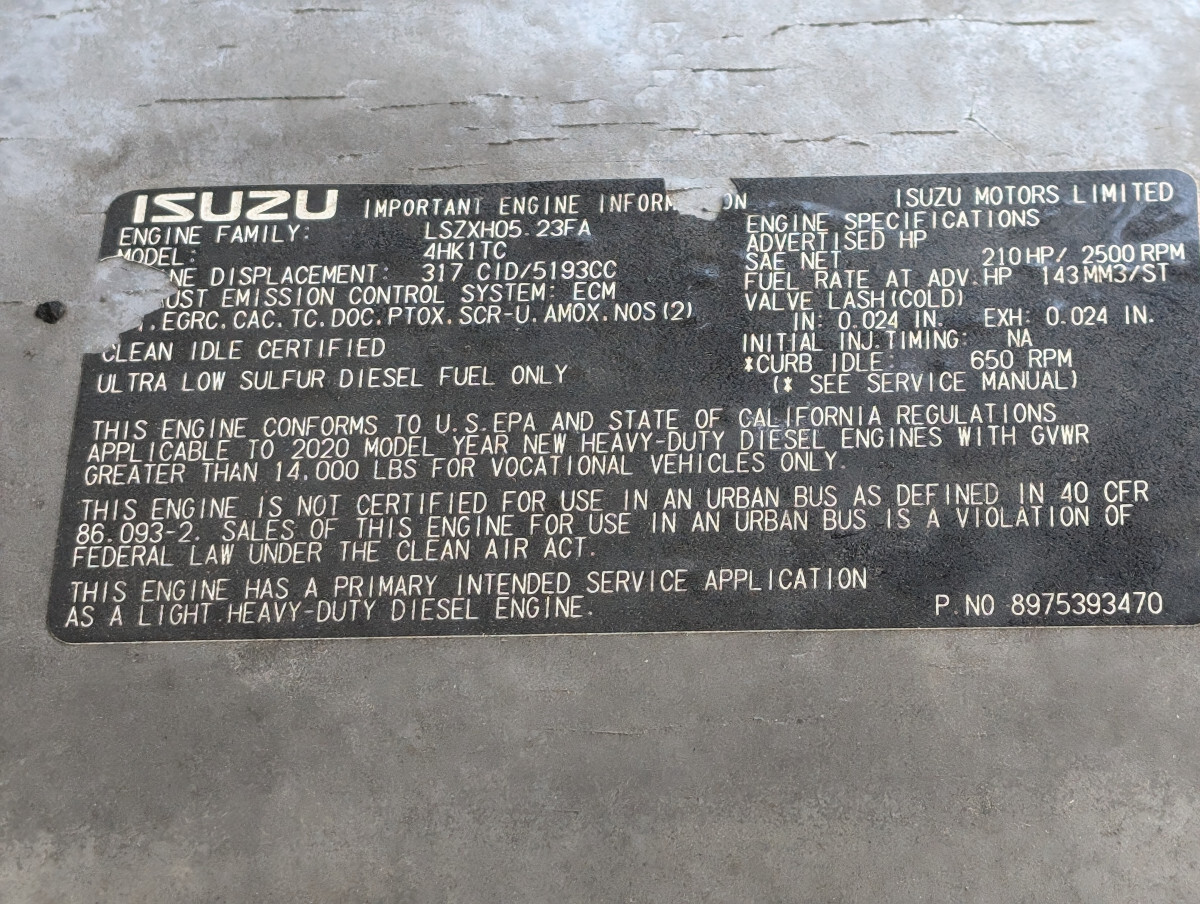 ISUZU IMPORTANT ENGINE INFOR ON ISUZU MOTORS LIMITED
ENGINE FAMILY: LSZXH05.23FA
MODEL: 4HK1TC
NE DISPLACEMENT: 317 CID/5193CC
UST EMISSION CONTROL SYSTEM: ECM
.EGRC.CAC.TC.DOC.PTOX.SCR-U.AMOX.NOS(2)
CLEAN IDLE CERTIFIED
ULTRA LOW SULFUR DIESEL FUEL ONLY
ENGINE SPECIFICATIONS
ADVERTISED HP
SAE NET 210HP/ 2500RPM
FUEL RATE AT ADV.HP 143MM3/ST
VALVE LASH(COLD)
IN: 0.024 IN. EXH: 0.024 IN.
INITIAL INJ.TIMING: NA
*CURB IDLE: 650 RPM
(* SEE SERVICE MANUAL)
THIS ENGINE CONFORMS TO U.S.EPA AND STATE OF CALIFORNIA REGULATIONS
APPLICABLE TO 2020 MODEL YEAR NEW HEAVY-DUTY DIESEL ENGINES WITH GVWR
GREATER THAN 14,000 LBS FOR VOCATIONAL VEHICLES ONLY.
THIS ENGINE IS NOT CERTIFIED FOR USE IN AN URBAN BUS AS DEFINED IN 40 CFR
86.093-2. SALES OF THIS ENGINE FOR USE IN AN URBAN BUS IS A VIOLATION OF
FEDERAL LAW UNDER THE CLEAN AIR ACT.
THIS ENGINE HAS A PRIMARY INTENDED SERVICE APPLICATION
AS A LIGHT HEAVY-DUTY DIESEL ENGINE.
P.NO 8975393470